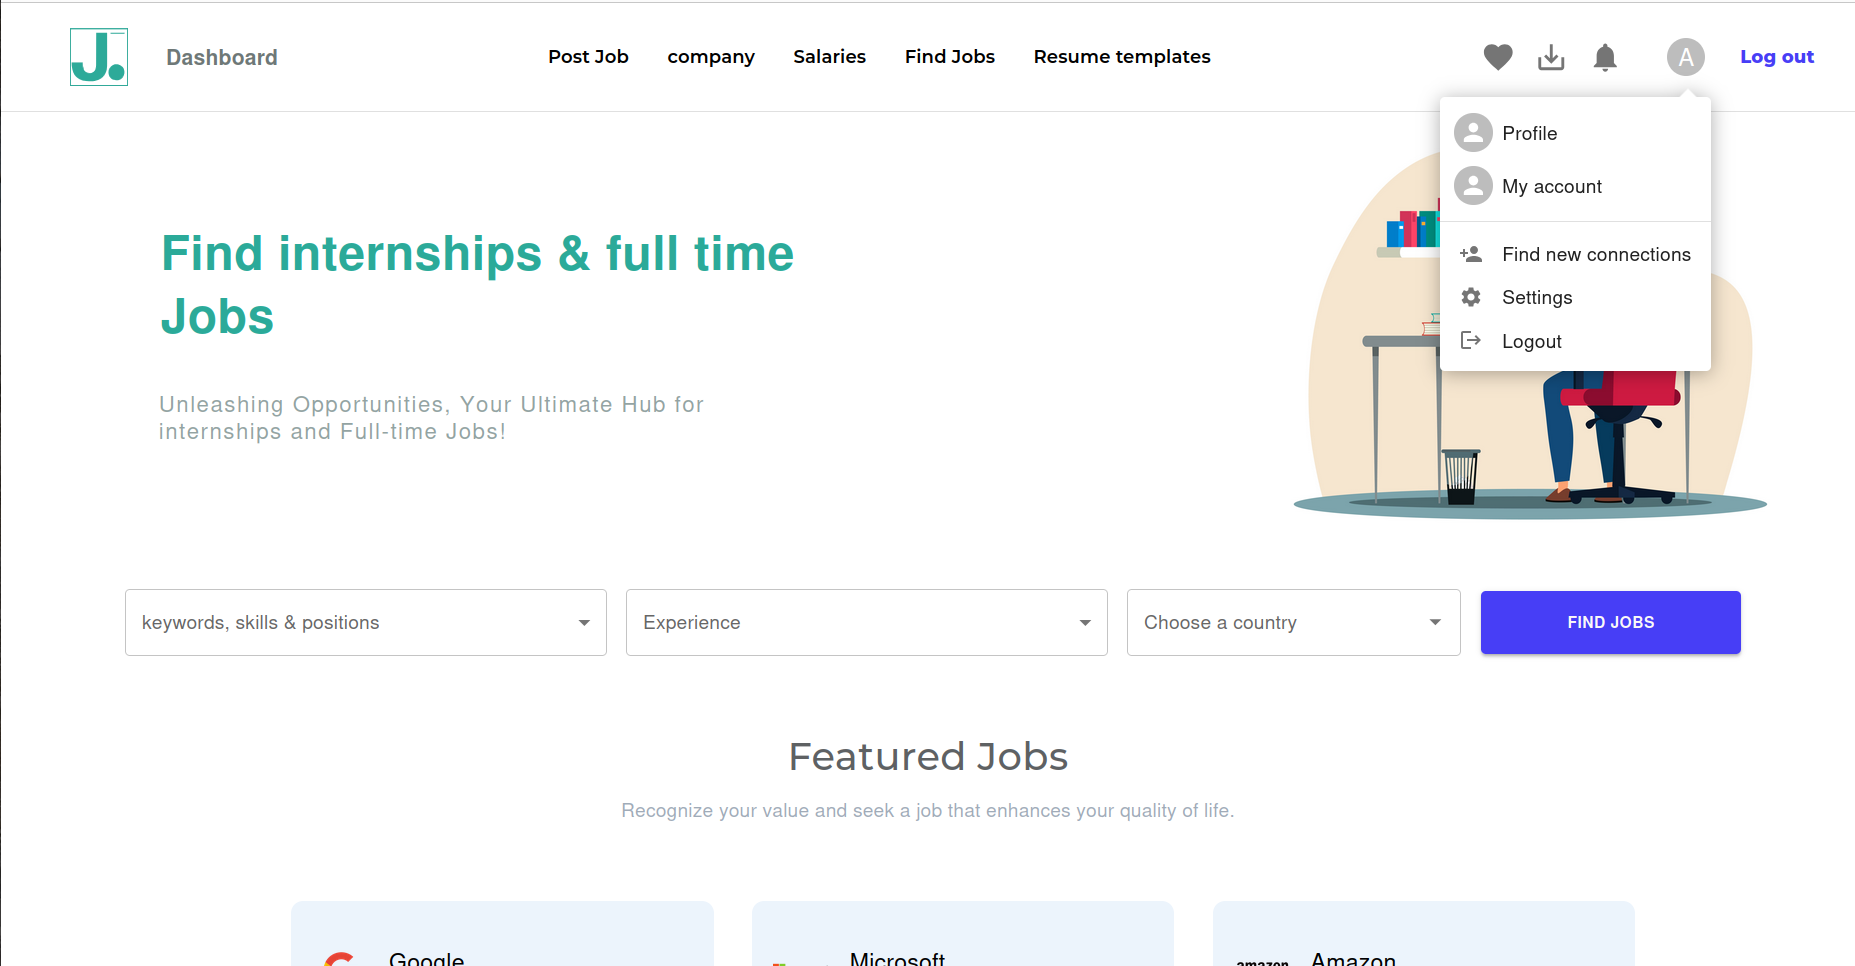 J.
Dashboard
Post Job
company
Salaries
Find Jobs
Resume templates
A
Log out
Profile
My account
Find new connections
Settings
Logout
Find internships & full time
Jobs
Unleashing Opportunities, Your Ultimate Hub for
internships and Full-time Jobs!
keywords, skills & positions
Experience
Choose a country
FIND JOBS
Featured Jobs
Recognize your value and seek a job that enhances your quality of life.
Google
Microsoft
amazon
Amazon